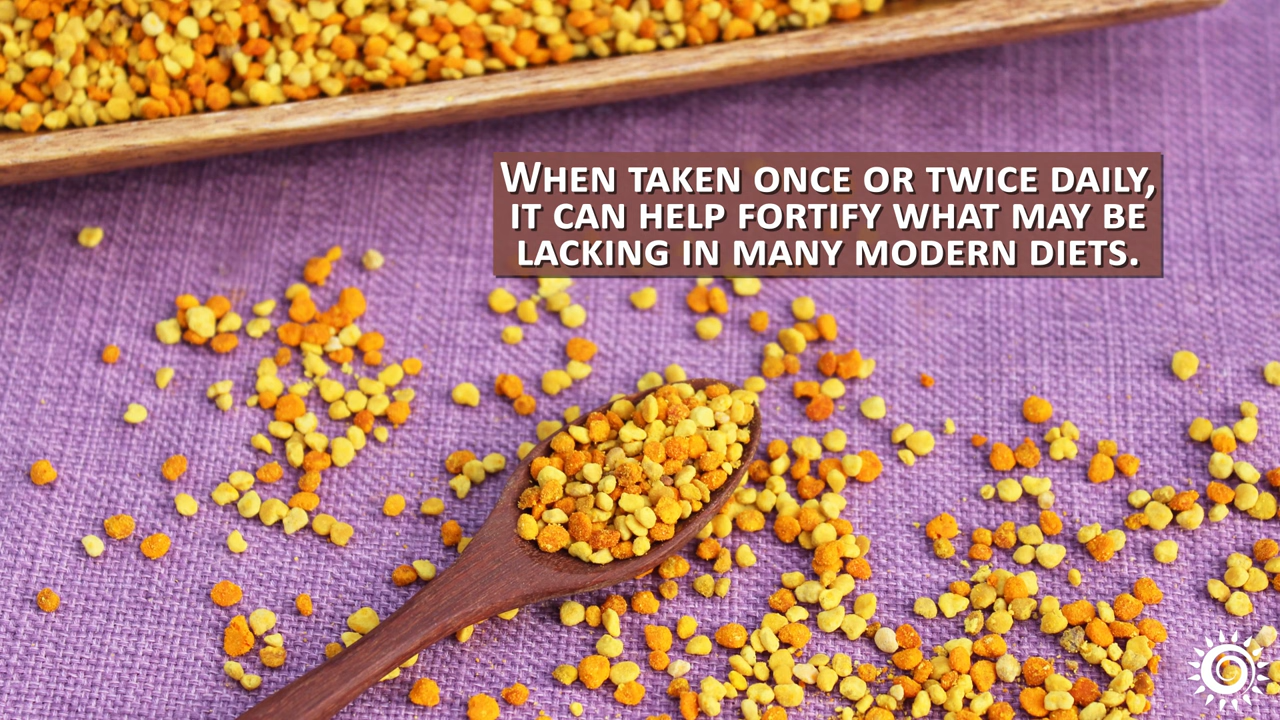 When taken once or twice daily,
it can help fortify what may be
lacking in many modern diets.